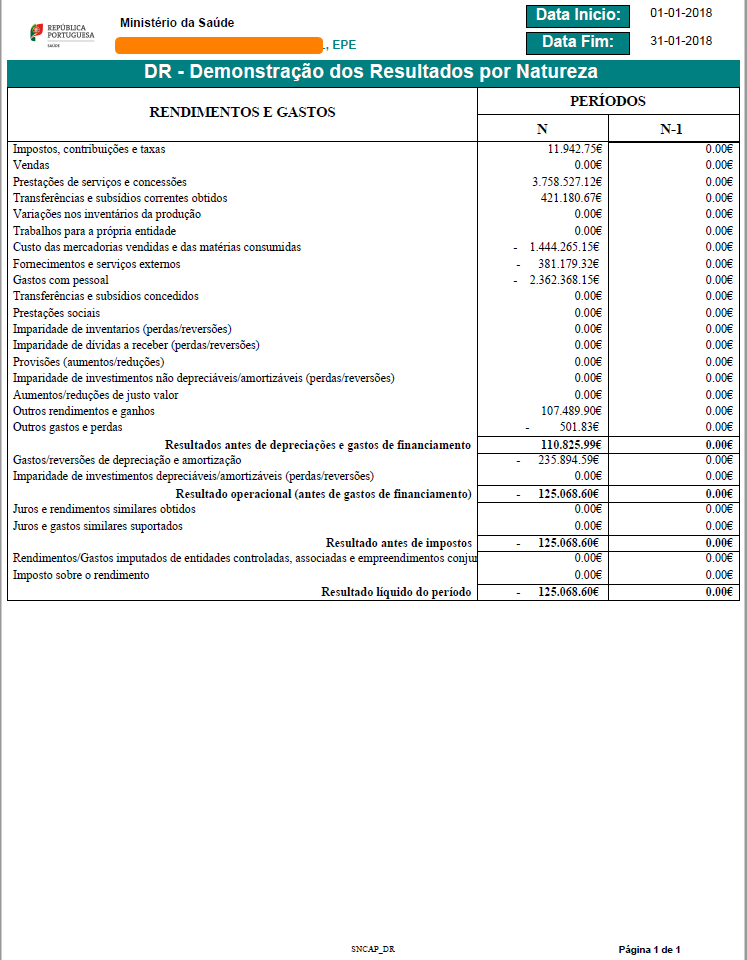 REPÚBLICA
PORTUGUESA
SAÚDE
Ministério da Saúde
, EPE
Data Inicio: 01-01-2018
Data Fim: 31-01-2018
DR - Demonstração dos Resultados por Natureza
RENDIMENTOS E GASTOS PERÍODOS
N N-1
Impostos, contribuições e taxas 11.942.75€ 0.00€
Vendas 0.00€ 0.00€
Prestações de serviços e concessões 3.758.527.12€ 0.00€
Transferências e subsídios correntes obtidos 421.180.67€ 0.00€
Variações nos inventários da produção 0.00€ 0.00€
Trabalhos para a própria entidade 0.00€ 0.00€
Custo das mercadorias vendidas e das matérias consumidas - 1.444.265.15€ 0.00€
Fornecimentos e serviços externos - 381.179.32€ 0.00€
Gastos com pessoal - 2.362.368.15€ 0.00€
Transferências e subsídios concedidos 0.00€ 0.00€
Prestações sociais 0.00€ 0.00€
Imparidade de inventarios (perdas/reversões) 0.00€ 0.00€
Imparidade de dívidas a receber (perdas/reversões) 0.00€ 0.00€
Provisões (aumentos/reduções) 0.00€ 0.00€
Imparidade de investimentos não depreciáveis/amortizáveis (perdas/reversões) 0.00€ 0.00€
Aumentos/reduções de justo valor 0.00€ 0.00€
Outros rendimentos e ganhos 107.489.90€ 0.00€
Outros gastos e perdas - 501.83€ 0.00€
Resultados antes de depreciações e gastos de financiamento 110.825.99€ 0.00€
Gastos/reversões de depreciação e amortização - 235.894.59€ 0.00€
Imparidade de investimentos depreciáveis/amortizáveis (perdas/reversões) 0.00€ 0.00€
Resultado operacional (antes de gastos de financiamento) - 125.068.60€ 0.00€
Juros e rendimentos similares obtidos 0.00€ 0.00€
Juros e gastos similares suportados 0.00€ 0.00€
Resultado antes de impostos - 125.068.60€ 0.00€
Rendimentos/Gastos imputados de entidades controladas, associadas e empreendimentos conjun 0.00€ 0.00€
Imposto sobre o rendimento 0.00€ 0.00€
Resultado líquido do período - 125.068.60€ 0.00€
SNCAP_DR Página 1 de 1